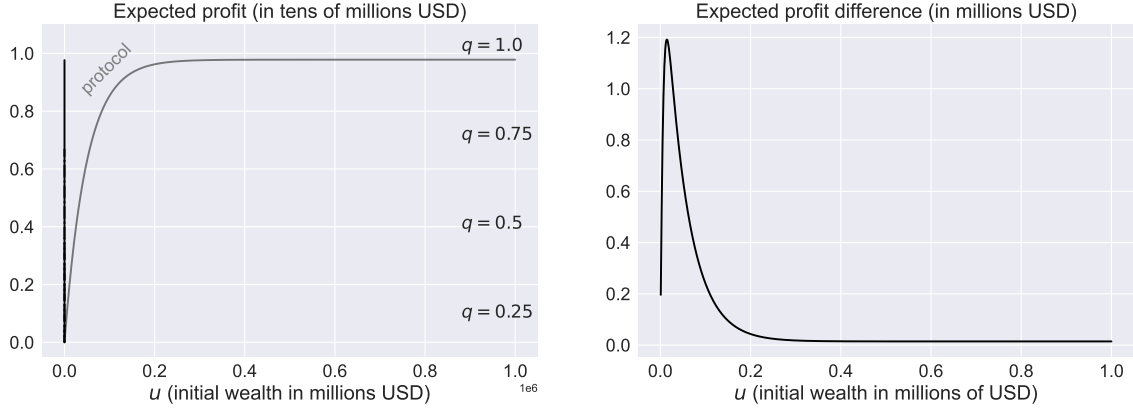 Expected profit (in tens of millions USD)
1.0
0.8
0.6
0.4
0.2
0.0
protocol
q = 1.0
q = 0.75
q = 0.5
q = 0.25
0.0 0.2 0.4 0.6 0.8 1.0
1e6
u (initial wealth in millions USD)
Expected profit difference (in millions USD)
1.2
1.0
0.8
0.6
0.4
0.2
0.0
0.0 0.2 0.4 0.6 0.8 1.0
u (initial wealth in millions of USD)